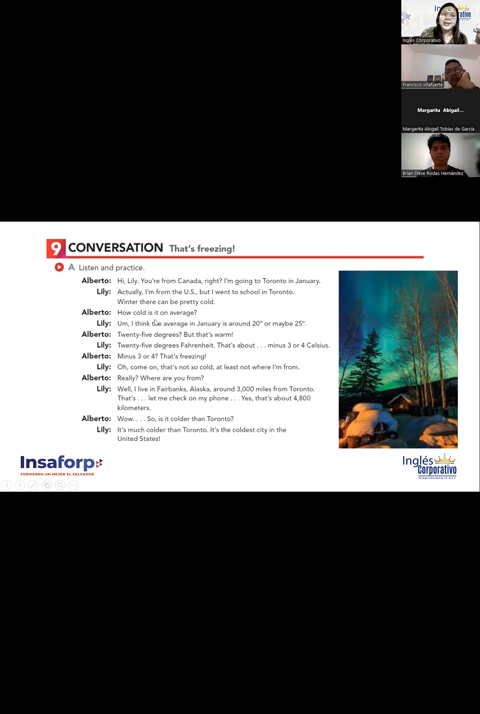 Inglés Corporativo
Francisco Villafuerte
Margarita Abigail...
Margarita Abigail Tobías de García
Brian Steve Rodas Hernández
9 CONVERSATION That's freezing!
A Listen and practice.
Alberto: Hi, Lily. You're from Canada, right? I'm going to Toronto in January.
Lily: Actually, I'm from the U.S., but I went to school in Toronto.
Winter there can be pretty cold.
Alberto: How cold is it on average?
Lily: Um, I think the average in January is around 20° or maybe 25°.
Alberto: Twenty-five degrees? But that's warm!
Lily: Twenty-five degrees Fahrenheit. That's about . . . minus 3 or 4 Celsius.
Alberto: Minus 3 or 4? That's freezing!
Lily: Oh, come on, that's not so cold, at least not where I'm from.
Alberto: Really? Where are you from?
Lily: Well, I live in Fairbanks, Alaska, around 3,000 miles from Toronto.
That's . . . let me check on my phone . . . Yes, that's about 4,800
kilometers.
Alberto: Wow. . . . So, is it colder than Toronto?
Lily: It's much colder than Toronto. It's the coldest city in the
United States!
Insaforp
FORMANDO UN MEJOR EL SALVADOR
Inglés
Corporativo